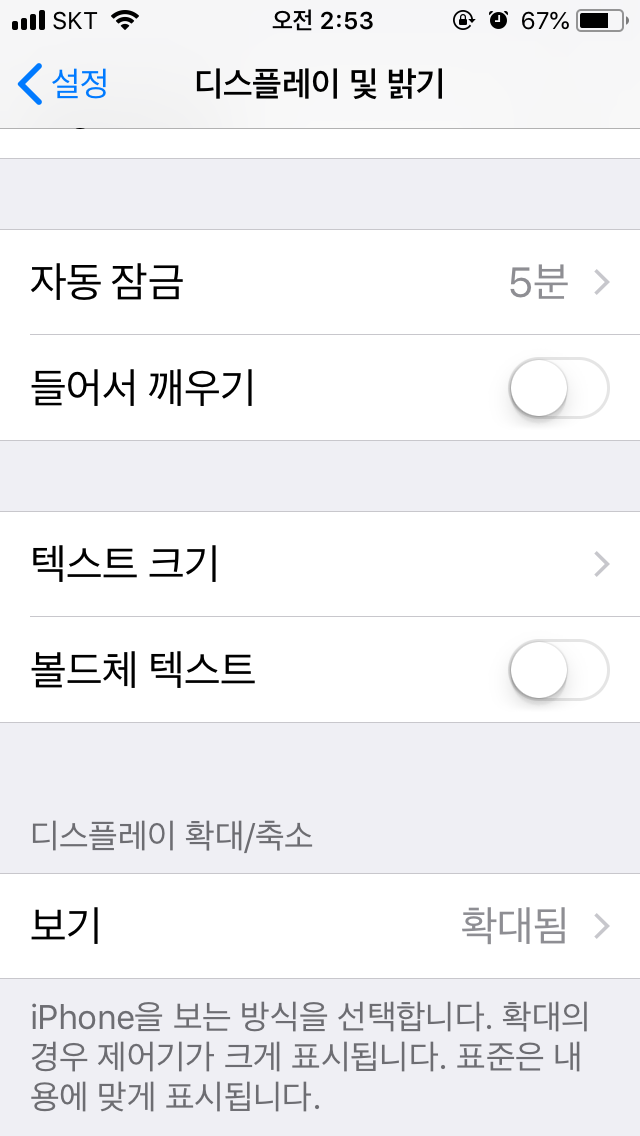 SKT 오전 2:53 67%
설정 디스플레이 및 밝기
자동 잠금 5분
들어서 깨우기
텍스트 크기
볼드체 텍스트
디스플레이 확대/축소
보기 확대됨
iPhone을 보는 방식을 선택합니다. 확대의
경우 제어기가 크게 표시됩니다. 표준은 내
용에 맞게 표시됩니다.